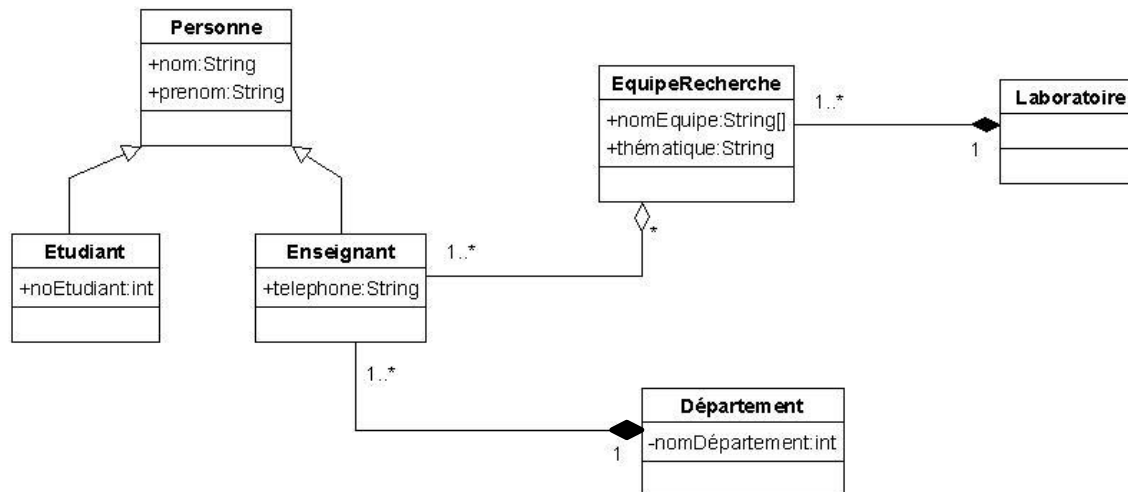 Personne
+nom:String
+prenom:String
EquipeRecherche
+nomEquipe:String[]
+thématique:String
1..*
1
Laboratoire
*
Etudiant
+noEtudiant:int
Enseignant
+telephone:String
1..*
1..*
1
Département
-nomDépartement:int